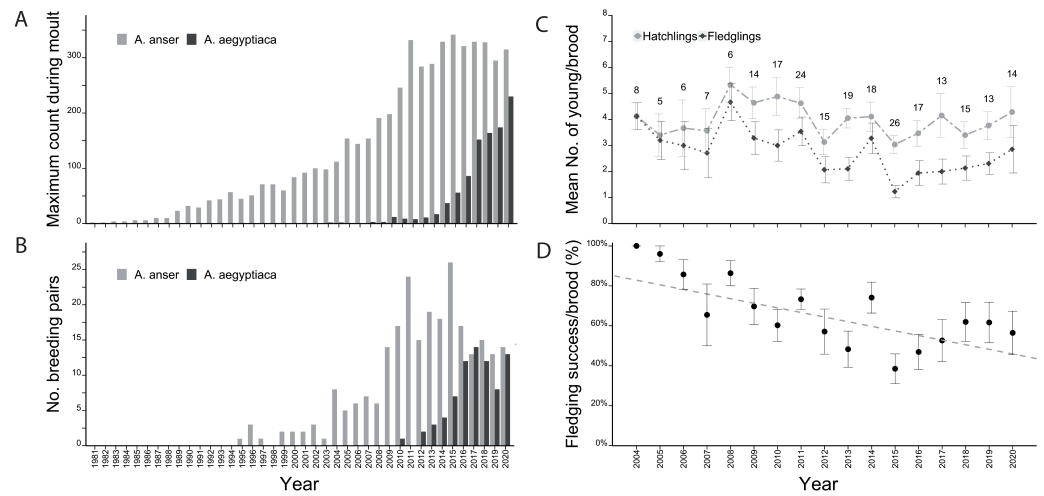 A
Maximum count during moult
A. anser A. aegyptiaca
300
200
100
0
B
No. breeding pairs
A. anser A. aegyptiaca
25
20
15
10
5
0
1981 1982 1983 1984 1985 1986 1987 1988 1989 1990 1991 1992 1993 1994 1995 1996 1997 1998 1999 2000 2001 2002 2003 2004 2005 2006 2007 2008 2009 2010 2011 2012 2013 2014 2015 2016 2017 2018 2019 2020
Year
C
Mean No. of young/brood
Hatchlings Fledglings
8
7
6
5
4
3
2
1
0
8 5 6 7 6 14 17 24 15 19 18 26 17 13 15 13 14
D
Fledging success/brood (%)
100%
80%
60%
40%
20%
0%
2004 2005 2006 2007 2008 2009 2010 2011 2012 2013 2014 2015 2016 2017 2018 2019 2020
Year